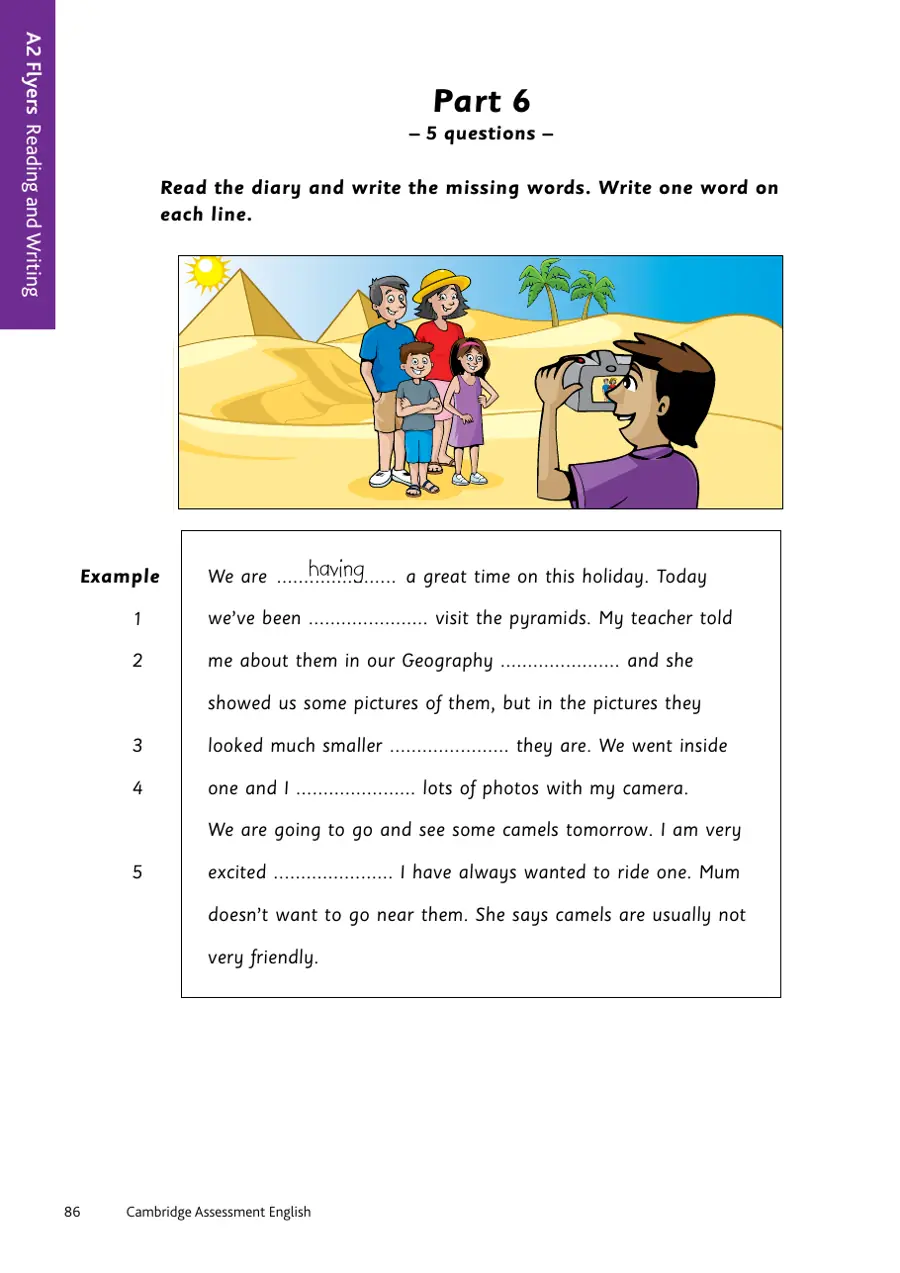 A2 Flyers Reading and Writing
Part 6
– 5 questions –
Read the diary and write the missing words. Write one word on
each line.
Example We are ......having...... a great time on this holiday. Today
1 we’ve been ...................... visit the pyramids. My teacher told
2 me about them in our Geography ...................... and she
showed us some pictures of them, but in the pictures they
3 looked much smaller ...................... they are. We went inside
4 one and I ...................... lots of photos with my camera.
We are going to go and see some camels tomorrow. I am very
5 excited ...................... I have always wanted to ride one. Mum
doesn’t want to go near them. She says camels are usually not
very friendly.
86 Cambridge Assessment English